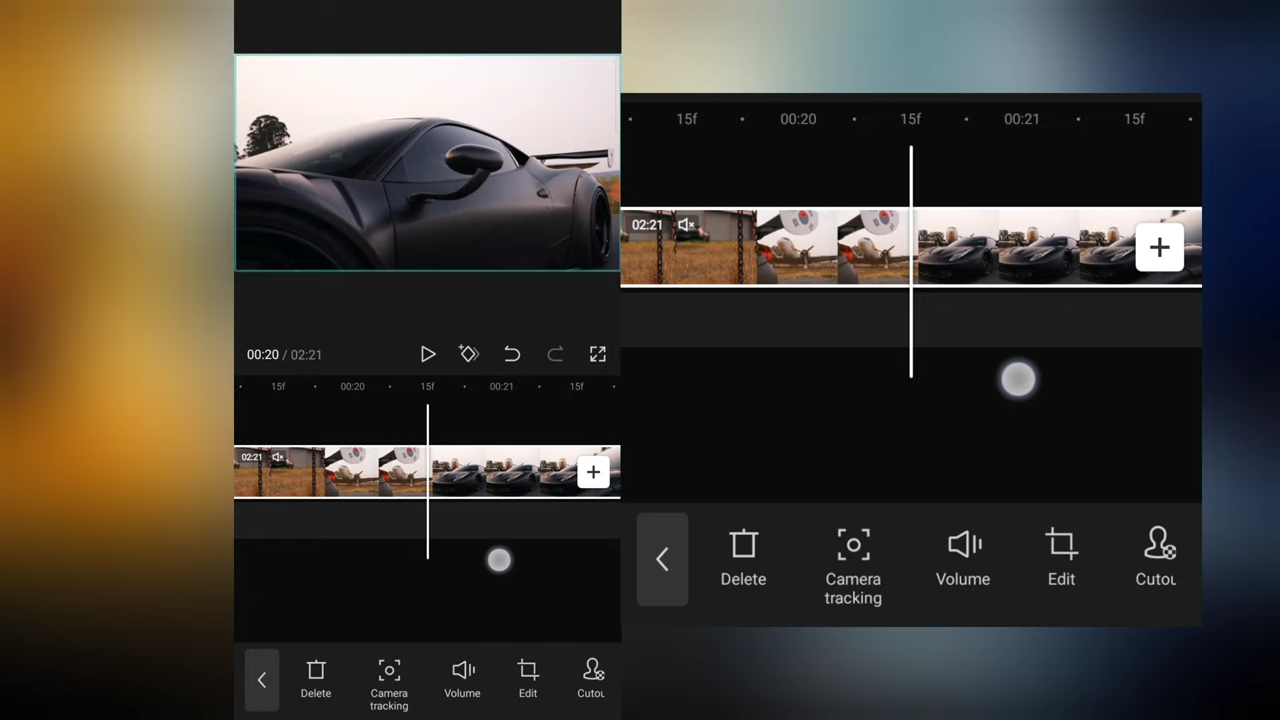 00:20 / 02:21
15f 00:20 15f 00:21 15f
02:21
Delete
Camera
tracking
Volume
Edit
Cutou
15f 00:20 15f 00:21 15f
02:21
Delete
Camera
tracking
Volume
Edit
Cutou